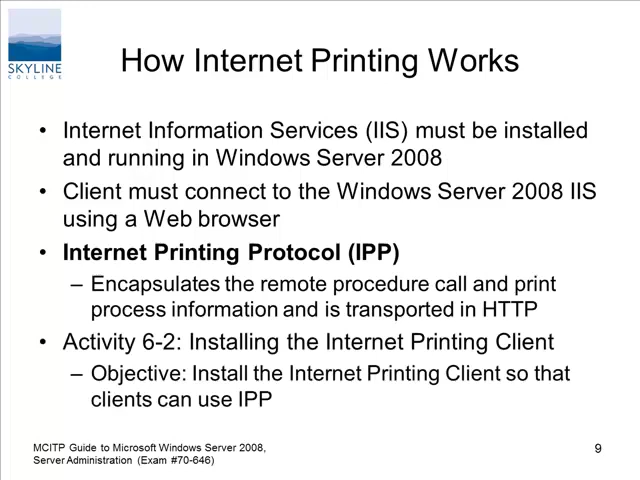 SKYLINE
COLLEGE
How Internet Printing Works
• Internet Information Services (IIS) must be installed
and running in Windows Server 2008
• Client must connect to the Windows Server 2008 IIS
using a Web browser
• Internet Printing Protocol (IPP)
– Encapsulates the remote procedure call and print
process information and is transported in HTTP
• Activity 6-2: Installing the Internet Printing Client
– Objective: Install the Internet Printing Client so that
clients can use IPP
MCITP Guide to Microsoft Windows Server 2008,
Server Administration (Exam #70-646)
9